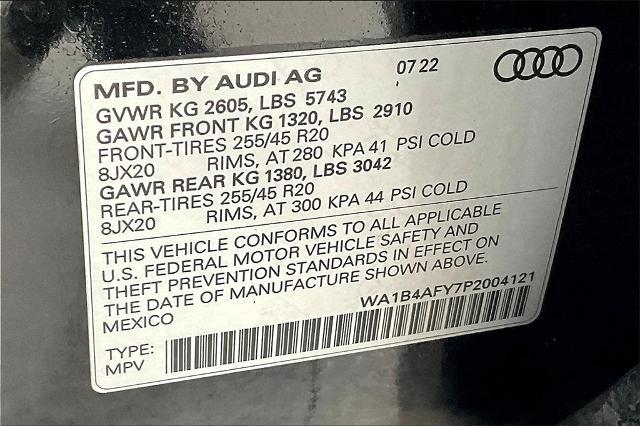 MFD. BY AUDI AG 07 22
GVWR KG 2605, LBS 5743
GAWR FRONT KG 1320, LBS 2910
FRONT-TIRES 255/45 R20
8JX20 RIMS, AT 280 KPA 41 PSI COLD
GAWR REAR KG 1380, LBS 3042
REAR-TIRES 255/45 R20
8JX20 RIMS, AT 300 KPA 44 PSI COLD
THIS VEHICLE CONFORMS TO ALL APPLICABLE
U.S. FEDERAL MOTOR VEHICLE SAFETY AND
THEFT PREVENTION STANDARDS IN EFFECT ON
THE DATE OF MANUFACTURE SHOWN ABOVE.
MEXICO WA1B4AFY7P2004121
TYPE:
MPV